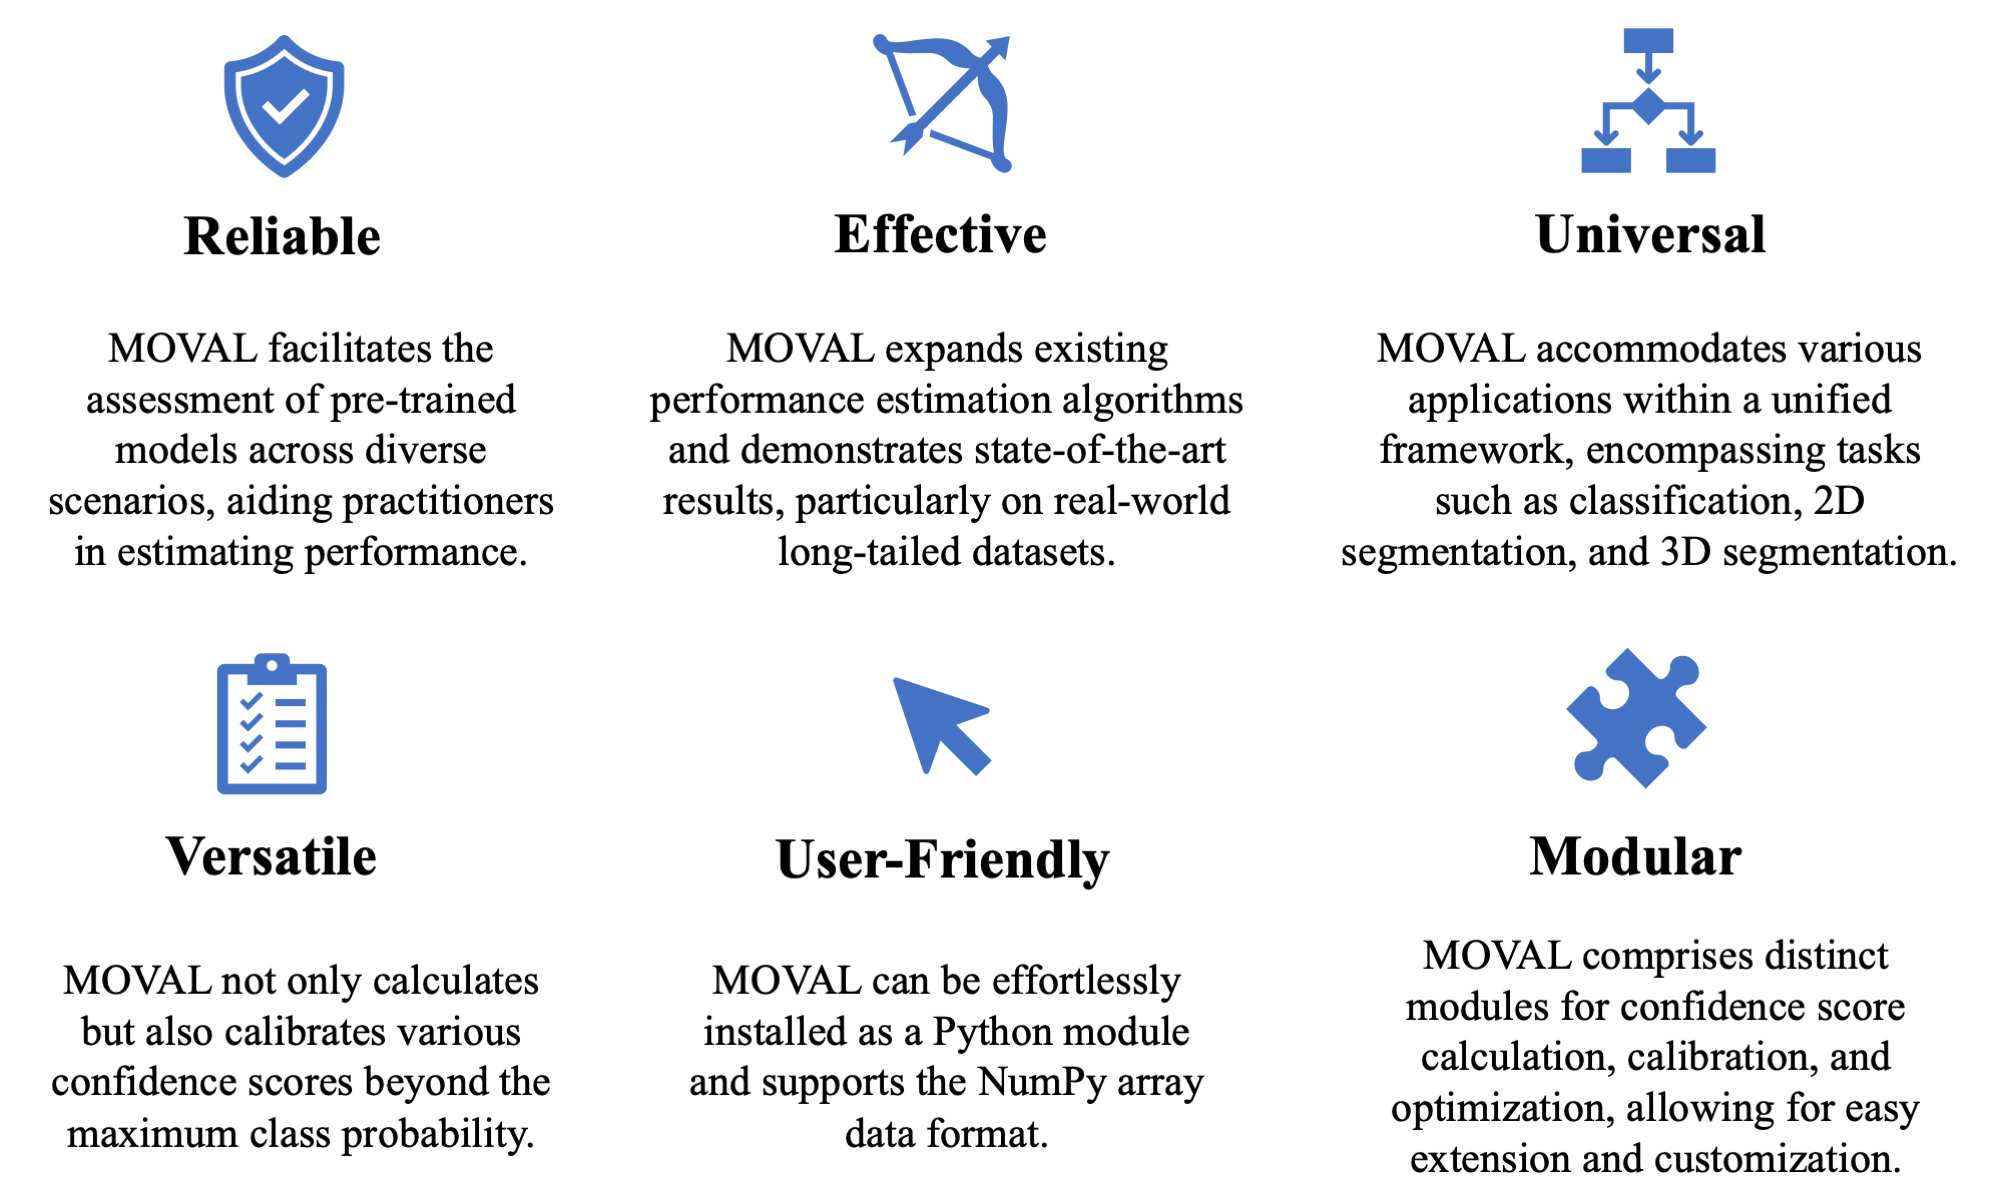 Reliable
MOVAL facilitates the
assessment of pre-trained
models across diverse
scenarios, aiding practitioners
in estimating performance.
Effective
MOVAL expands existing
performance estimation algorithms
and demonstrates state-of-the-art
results, particularly on real-world
long-tailed datasets.
Universal
MOVAL accommodates various
applications within a unified
framework, encompassing tasks
such as classification, 2D
segmentation, and 3D segmentation.
Versatile
MOVAL not only calculates
but also calibrates various
confidence scores beyond the
maximum class probability.
User-Friendly
MOVAL can be effortlessly
installed as a Python module
and supports the NumPy array
data format.
Modular
MOVAL comprises distinct
modules for confidence score
calculation, calibration, and
optimization, allowing for easy
extension and customization.